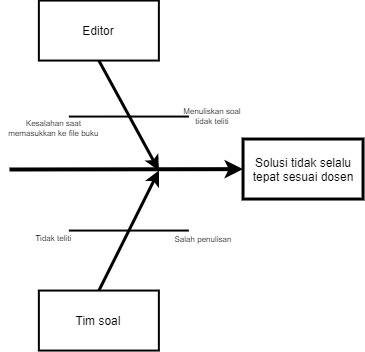 Editor
Menuliskan soal
tidak teliti
Kesalahan saat
memasukkan ke file buku
Solusi tidak selalu
tepat sesuai dosen
Tidak teliti
Salah penulisan
Tim soal